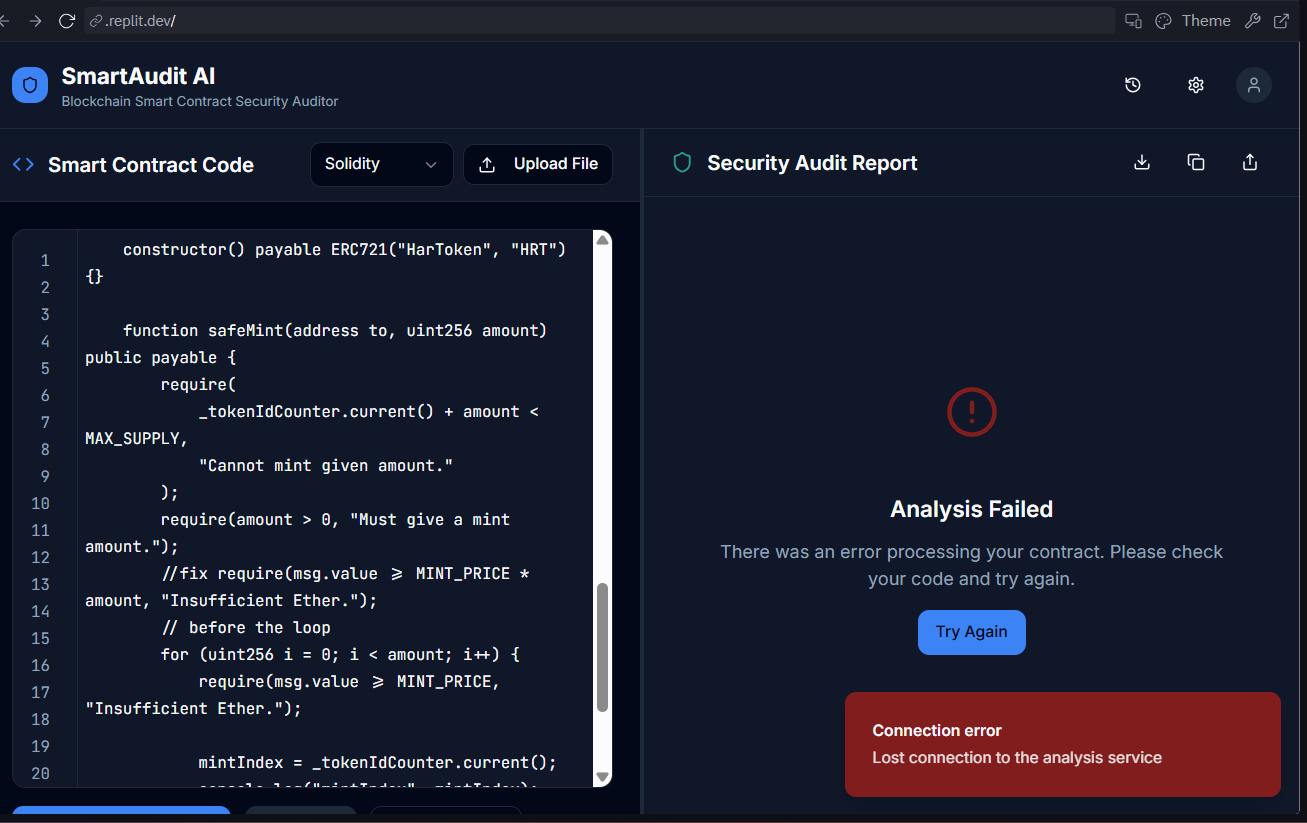 .replit.dev/
Theme
SmartAudit AI
Blockchain Smart Contract Security Auditor
Smart Contract Code
Solidity
Upload File
1
2
3
4
5
6
7
8
9
10
11
12
13
14
15
16
17
18
19
20
constructor() payable ERC721("HarToken", "HRT")
{}
function safeMint(address to, uint256 amount)
public payable {
require(
_tokenIdCounter.current() + amount <
MAX_SUPPLY,
"Cannot mint given amount."
);
require(amount > 0, "Must give a mint
amount.");
//fix require(msg.value >= MINT_PRICE *
amount, "Insufficient Ether.");
// before the loop
for (uint256 i = 0; i < amount; i++) {
require(msg.value >= MINT_PRICE,
"Insufficient Ether.");
mintIndex = _tokenIdCounter.current();
console.log("mintIndex", mintIndex);
Security Audit Report
Analysis Failed
There was an error processing your contract. Please check
your code and try again.
Try Again
Connection error
Lost connection to the analysis service